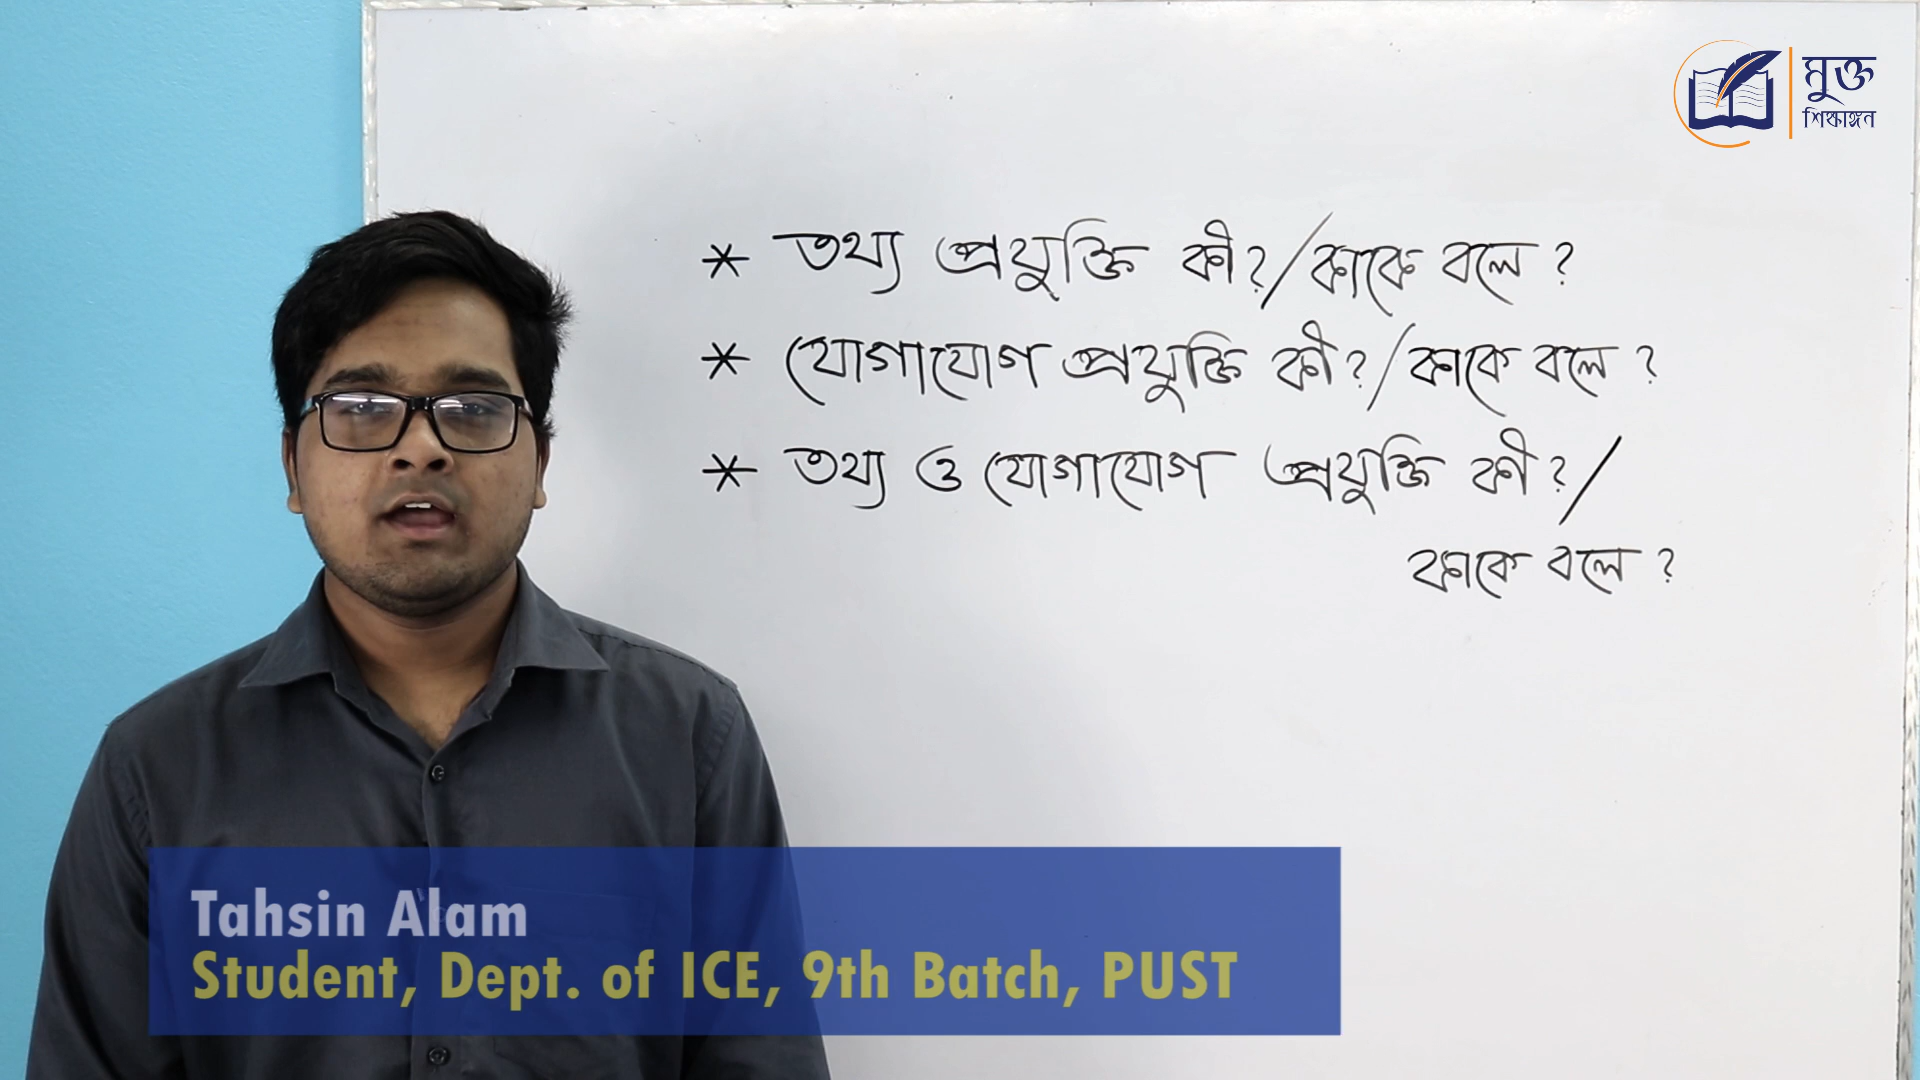 মুক্ত
শিক্ষাঙ্গন
* তথ্য প্রযুক্তি কী?/কাকে বলে?
* যোগাযোগ প্রযুক্তি কী?/কাকে বলে?
* তথ্য ও যোগাযোগ প্রযুক্তি কী?/
কাকে বলে?
Tahsin Alam
Student, Dept. of ICE, 9th Batch, PUST